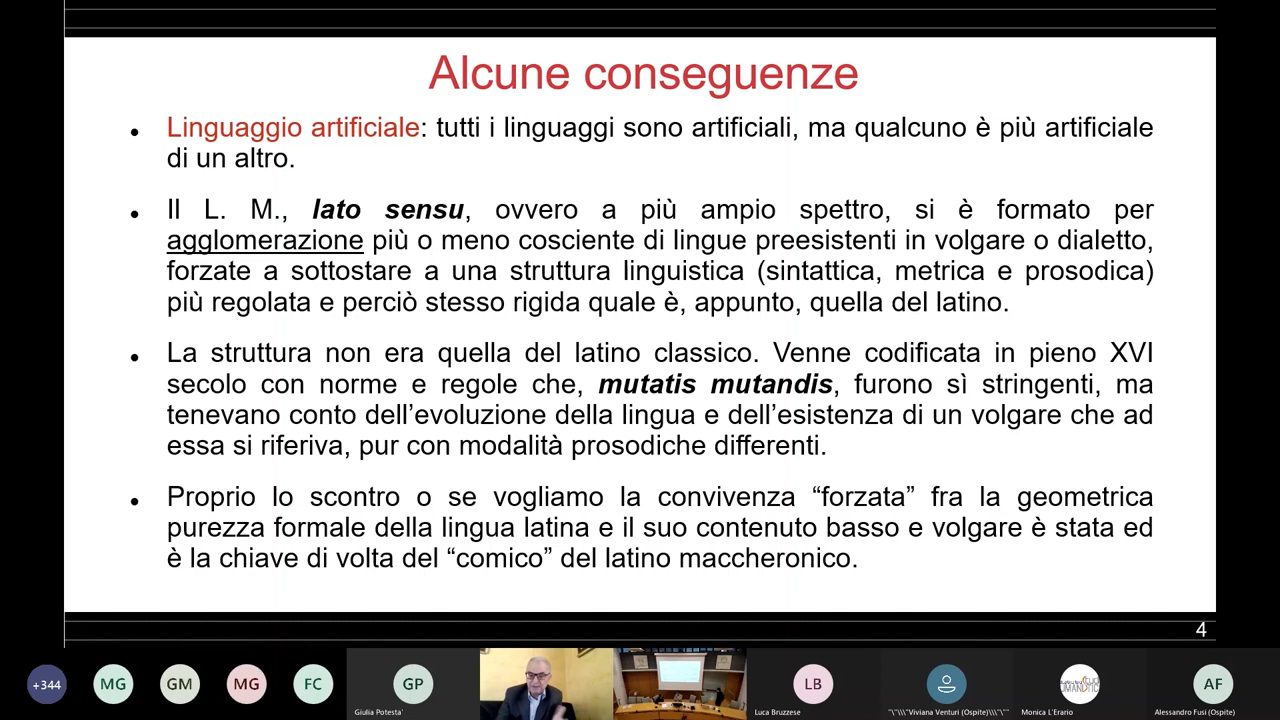 Alcune conseguenze
• Linguaggio artificiale: tutti i linguaggi sono artificiali, ma qualcuno è più artificiale
di un altro.
• Il L. M., lato sensu, ovvero a più ampio spettro, si è formato per
agglomerazione più o meno cosciente di lingue preesistenti in volgare o dialetto,
forzate a sottostare a una struttura linguistica (sintattica, metrica e prosodica)
più regolata e perciò stesso rigida quale è, appunto, quella del latino.
• La struttura non era quella del latino classico. Venne codificata in pieno XVI
secolo con norme e regole che, mutatis mutandis, furono sì stringenti, ma
tenevano conto dell’evoluzione della lingua e dell’esistenza di un volgare che ad
essa si riferiva, pur con modalità prosodiche differenti.
• Proprio lo scontro o se vogliamo la convivenza “forzata” fra la geometrica
purezza formale della lingua latina e il suo contenuto basso e volgare è stata ed
è la chiave di volta del “comico” del latino maccheronico.
4
+344
MG
GM
MG
FC
GP
LB
AF
Giulia Potesta'
Luca Bruzzese
"\"\\\"Viviana Venturi (Ospite)\\\"\""
Monica L'Erario
Alessandro Fusi (Ospite)